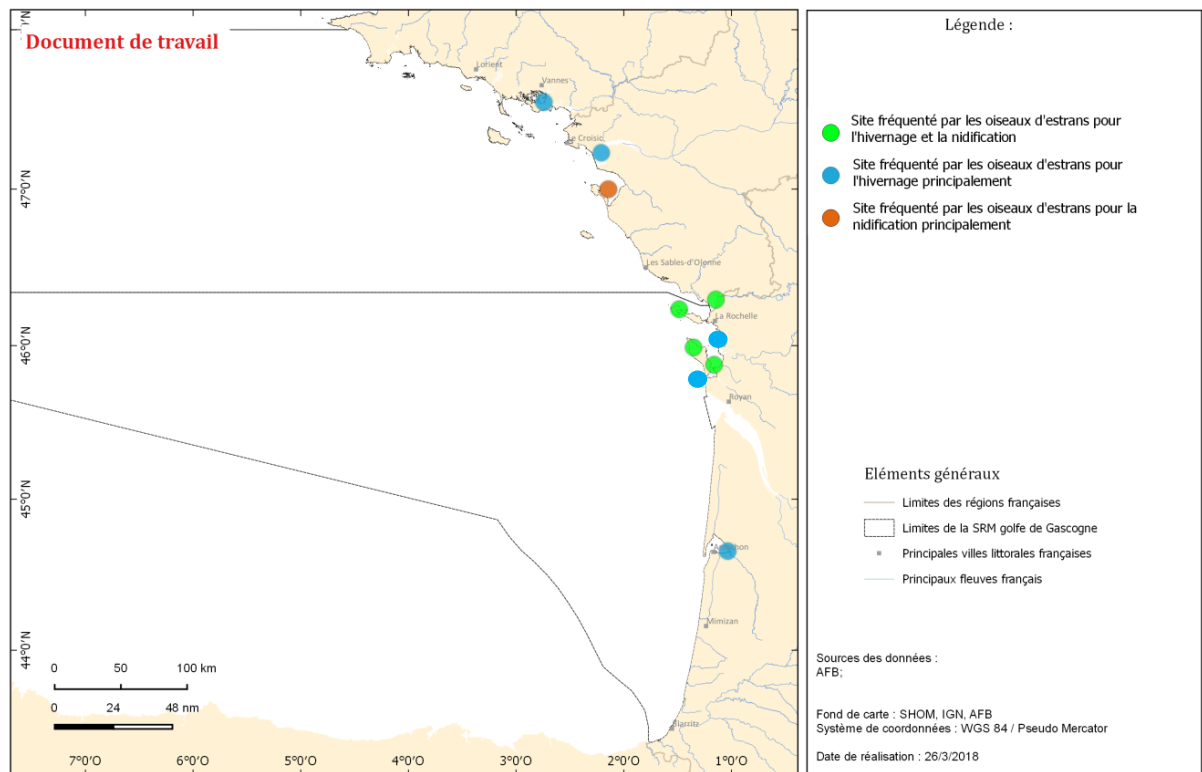 Document de travail
Lorient
Vannes
Le Croisic
47°0'N
Les Sables-d'Olonne
La Rochelle
46°0'N
Royan
45°0'N
Mimizan
44°0'N
0 50 100 km
0 24 48 nm
Biarritz
7°0'O 6°0'O 5°0'O 4°0'O 3°0'O 2°0'O 1°0'O
Légende :
Site fréquenté par les oiseaux d'estrans pour
l'hivernage et la nidification
Site fréquenté par les oiseaux d'estrans pour
l'hivernage principalement
Site fréquenté par les oiseaux d'estrans pour la
nidification principalement
Eléments généraux
Limites des régions françaises
Limites de la SRM golfe de Gascogne
Principales villes littorales françaises
Principaux fleuves français
Sources des données :
AFB;
Fond de carte : SHOM, IGN, AFB
Système de coordonnées : WGS 84 / Pseudo Mercator
Date de réalisation : 26/3/2018